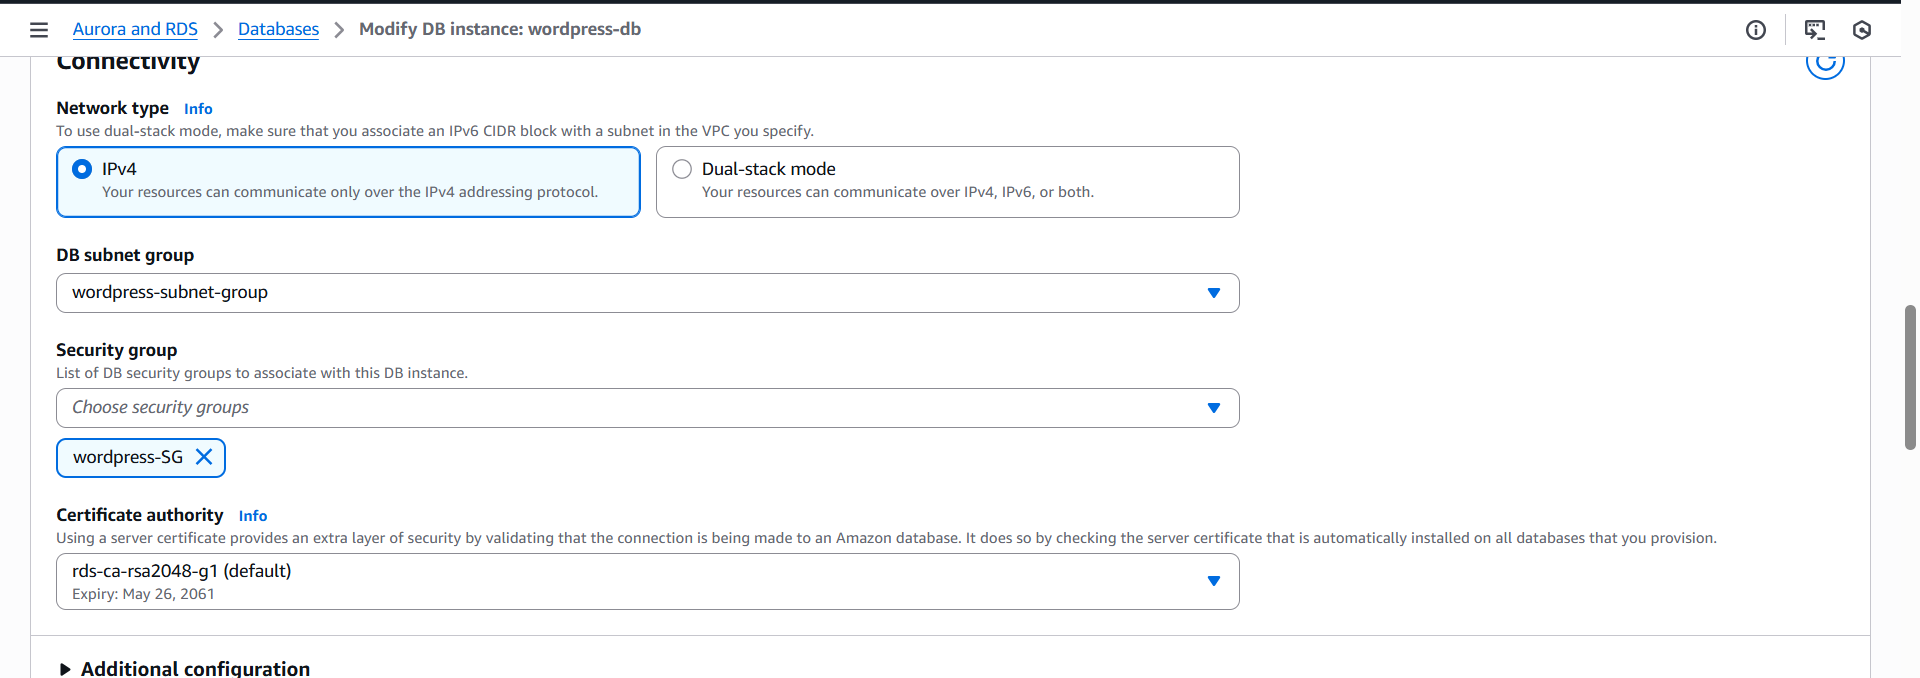 Aurora and RDS > Databases > Modify DB instance: wordpress-db
Connectivity
Network type Info
To use dual-stack mode, make sure that you associate an IPv6 CIDR block with a subnet in the VPC you specify.
IPv4
Your resources can communicate only over the IPv4 addressing protocol.
Dual-stack mode
Your resources can communicate over IPv4, IPv6, or both.
DB subnet group
wordpress-subnet-group
Security group
List of DB security groups to associate with this DB instance.
Choose security groups
wordpress-SG
Certificate authority Info
Using a server certificate provides an extra layer of security by validating that the connection is being made to an Amazon database. It does so by checking the server certificate that is automatically installed on all databases that you provision.
rds-ca-rsa2048-g1 (default)
Expiry: May 26, 2061
Additional configuration